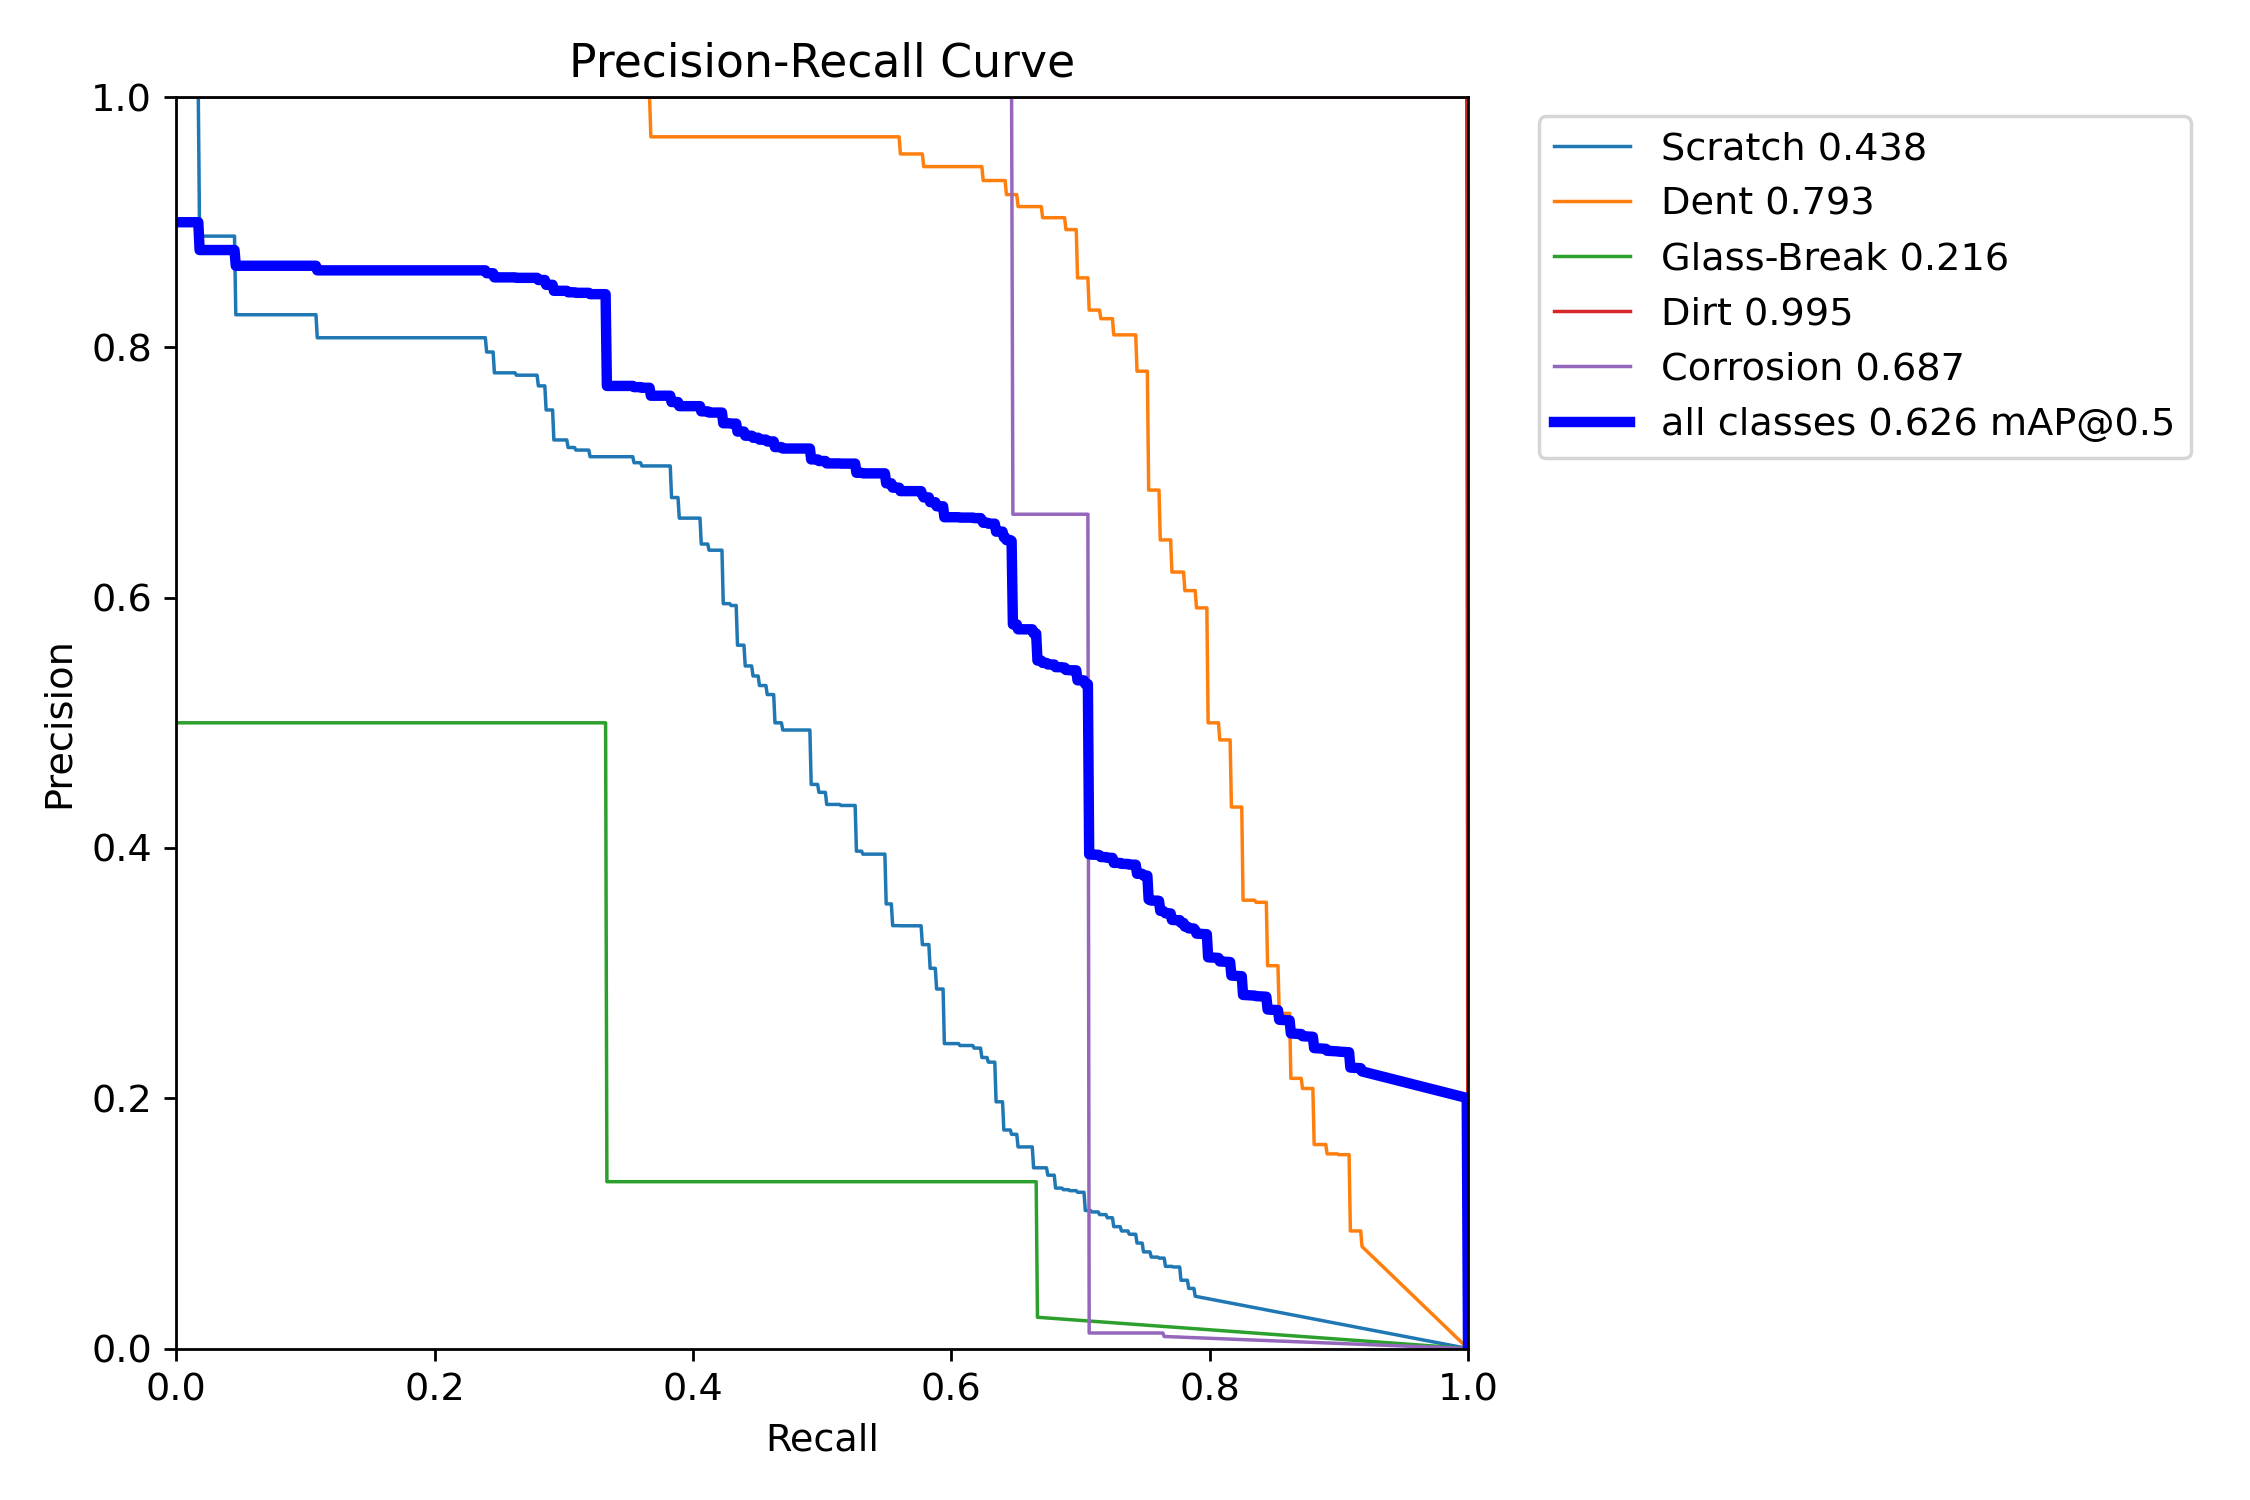 Precision-Recall Curve
1.0
0.8
0.6
0.4
0.2
0.0
Precision
0.0 0.2 0.4 0.6 0.8 1.0
Recall
Scratch 0.438
Dent 0.793
Glass-Break 0.216
Dirt 0.995
Corrosion 0.687
all classes 0.626 mAP@0.5